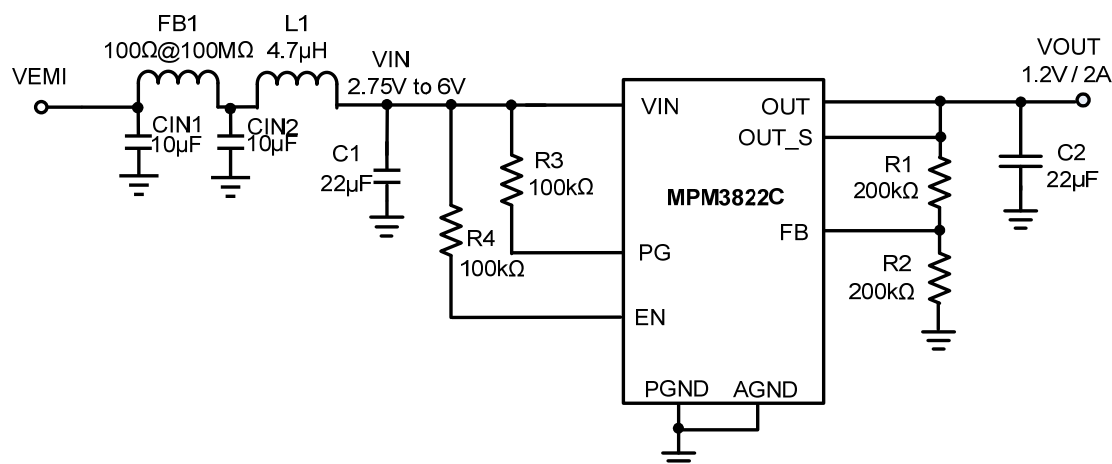 FB1
100Ω@100MΩ
L1
4.7µH
VEMI
VIN
2.75V to 6V
CIN1
10µF
CIN2
10µF
C1
22µF
R3
100kΩ
R4
100kΩ
VIN
PG
EN
MPM3822C
OUT
OUT_S
FB
PGND
AGND
VOUT
1.2V / 2A
R1
200kΩ
R2
200kΩ
C2
22µF